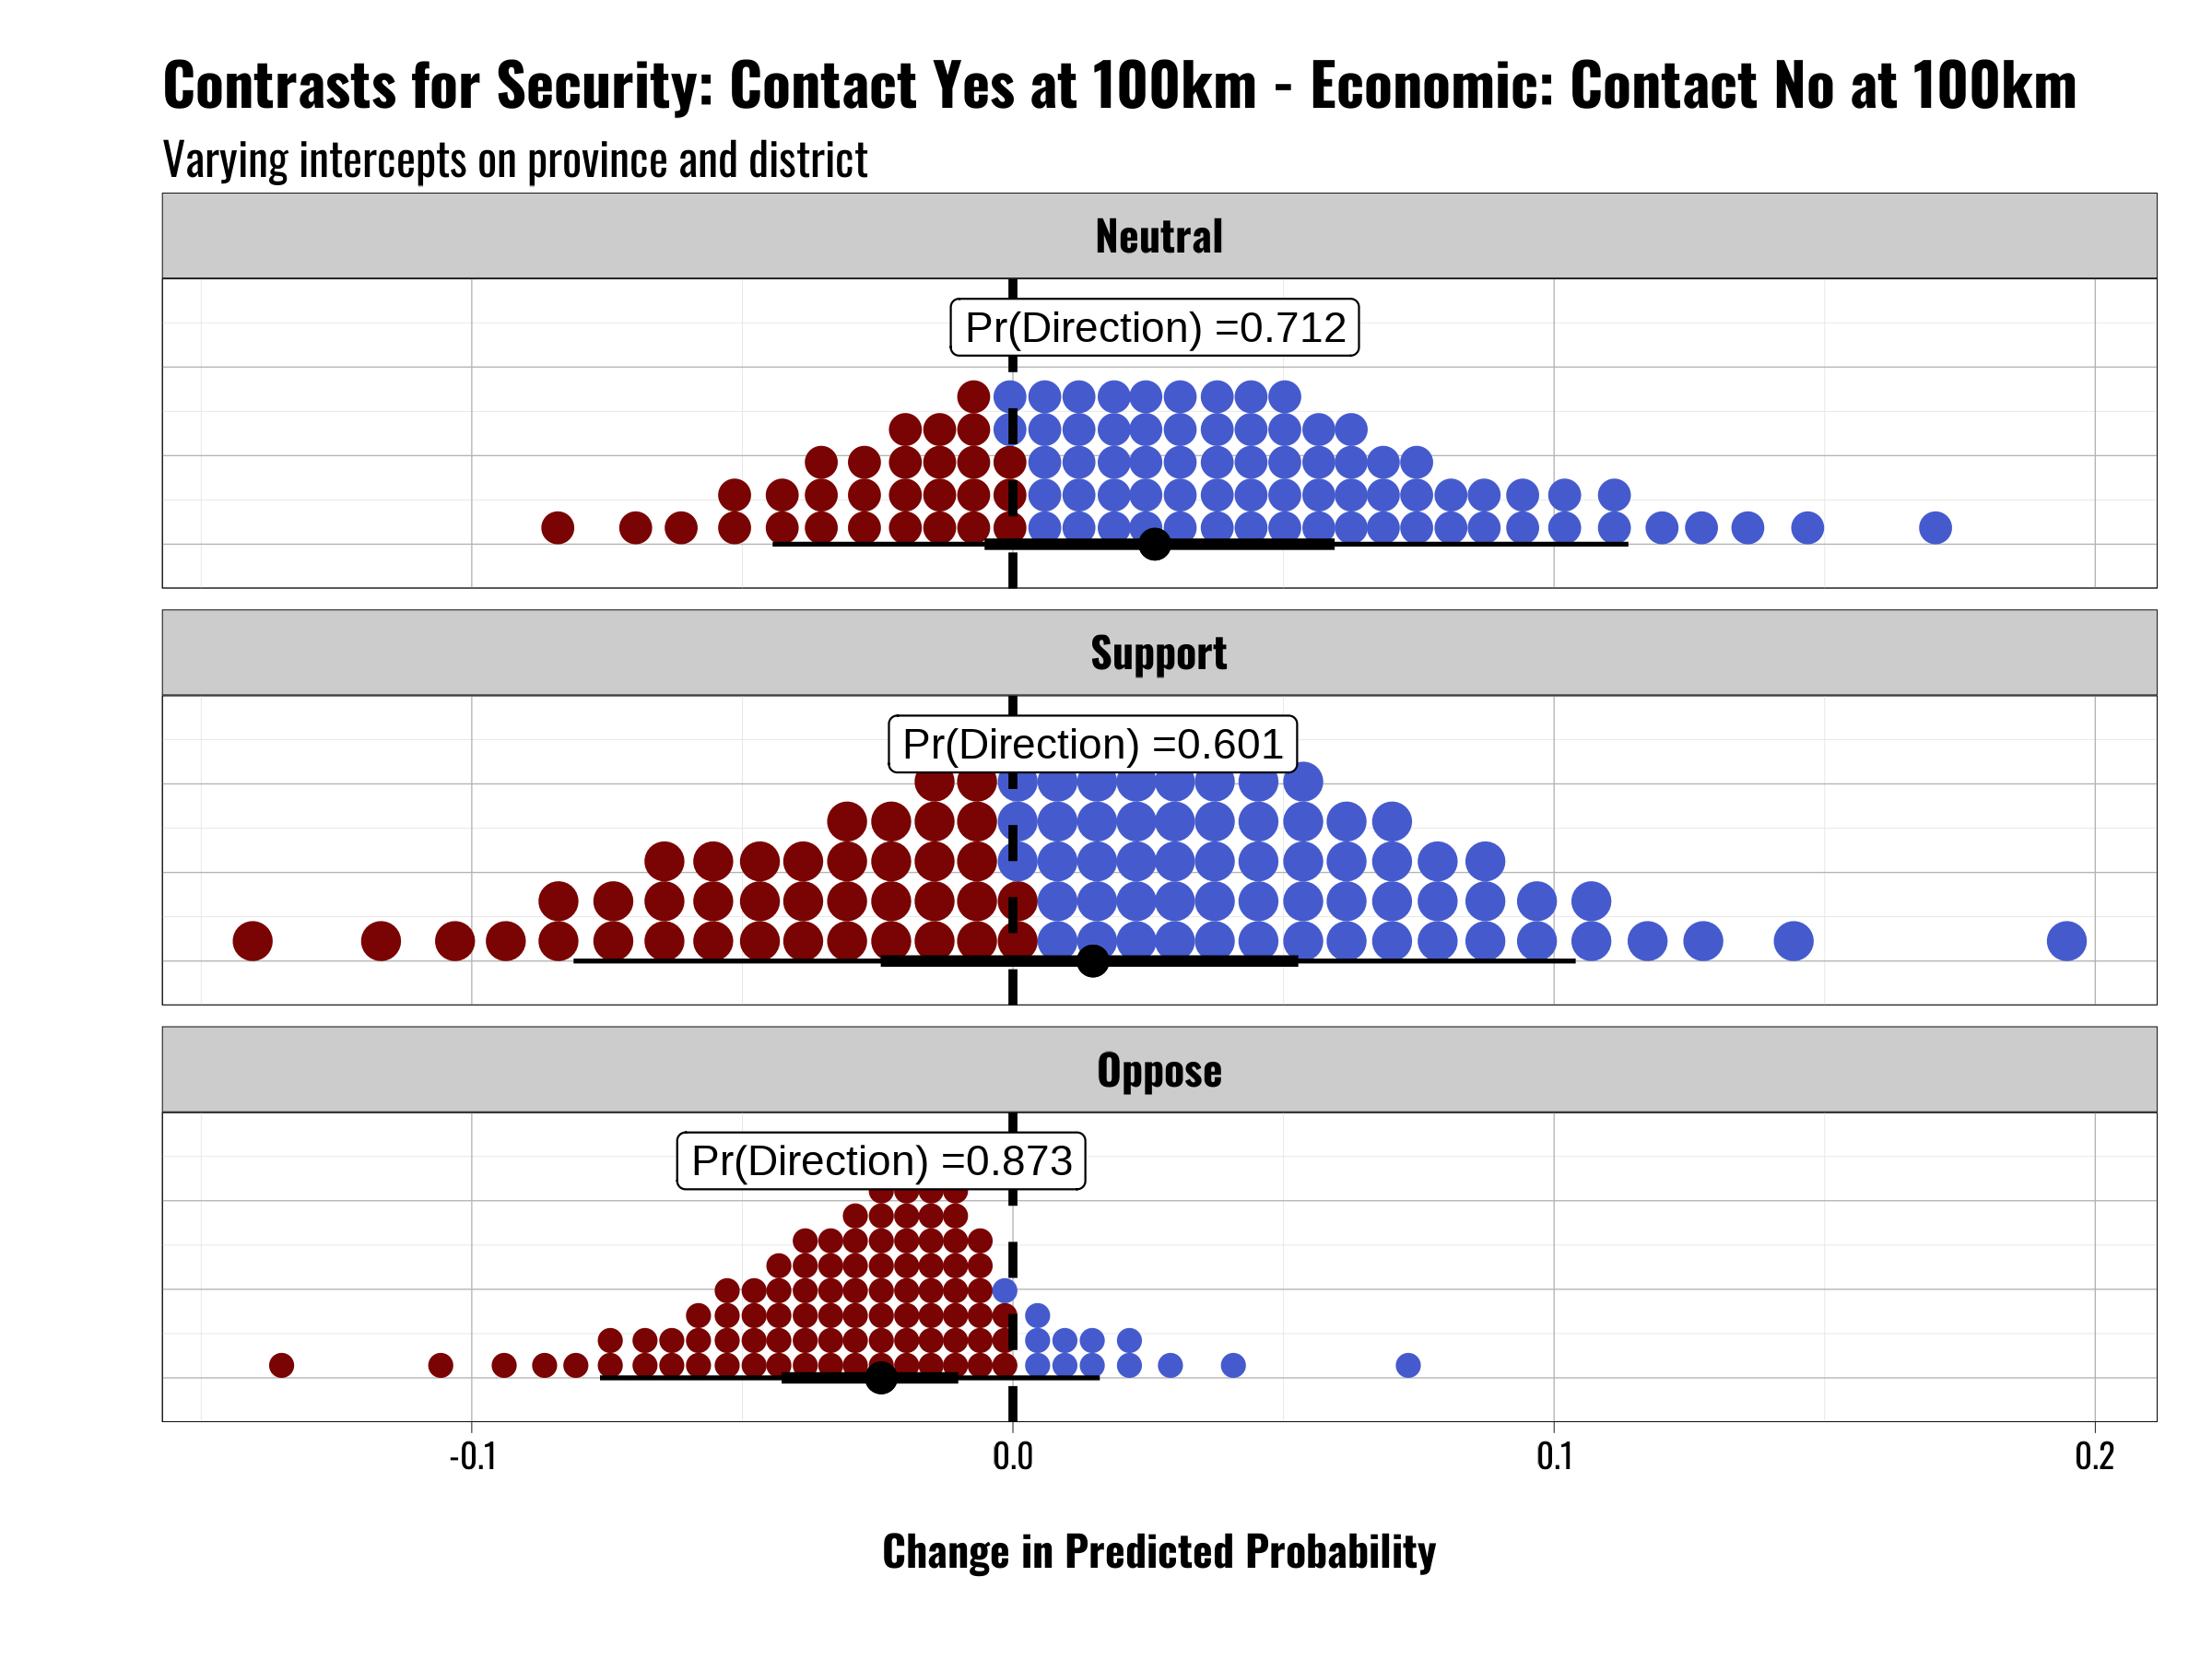 Contrasts for Security: Contact Yes at 100km - Economic: Contact No at 100km
Varying intercepts on province and district
Neutral
Pr(Direction) =0.712
Support
Pr(Direction) =0.601
Oppose
Pr(Direction) =0.873
-0.1 0.0 0.1 0.2
Change in Predicted Probability